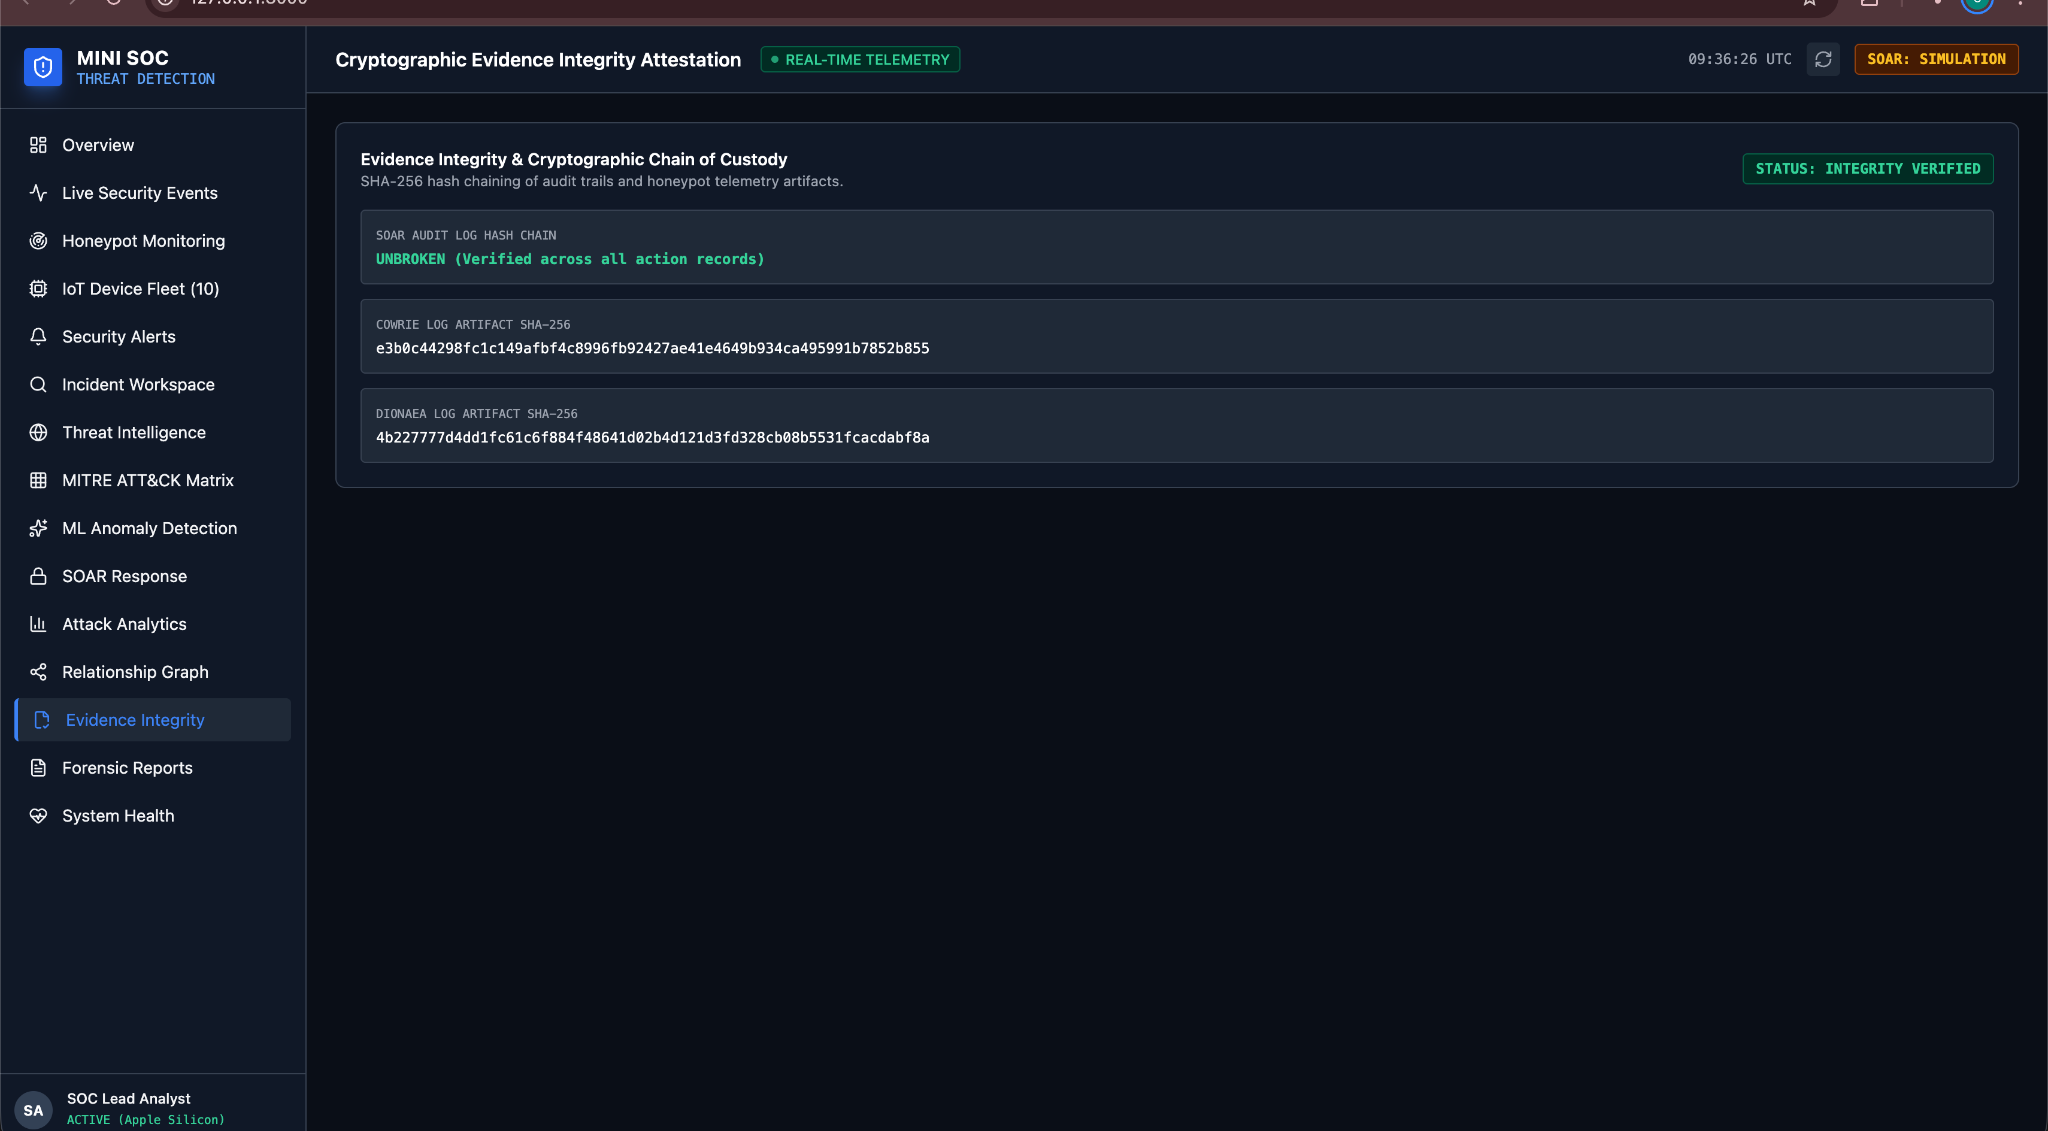 MINI SOC
THREAT DETECTION
Overview
Live Security Events
Honeypot Monitoring
IoT Device Fleet (10)
Security Alerts
Incident Workspace
Threat Intelligence
MITRE ATT&CK Matrix
ML Anomaly Detection
SOAR Response
Attack Analytics
Relationship Graph
Evidence Integrity
Forensic Reports
System Health
SA
SOC Lead Analyst
ACTIVE (Apple Silicon)
Cryptographic Evidence Integrity Attestation
REAL-TIME TELEMETRY
09:36:26 UTC
SOAR: SIMULATION
Evidence Integrity & Cryptographic Chain of Custody
SHA-256 hash chaining of audit trails and honeypot telemetry artifacts.
STATUS: INTEGRITY VERIFIED
SOAR AUDIT LOG HASH CHAIN
UNBROKEN (Verified across all action records)
COWRIE LOG ARTIFACT SHA-256
e3b0c44298fc1c149afbf4c8996fb92427ae41e4649b934ca495991b7852b855
DIONAEA LOG ARTIFACT SHA-256
4b227777d4dd1fc61c6f884f48641d02b4d121d3fd328cb08b5531fcacdabf8a